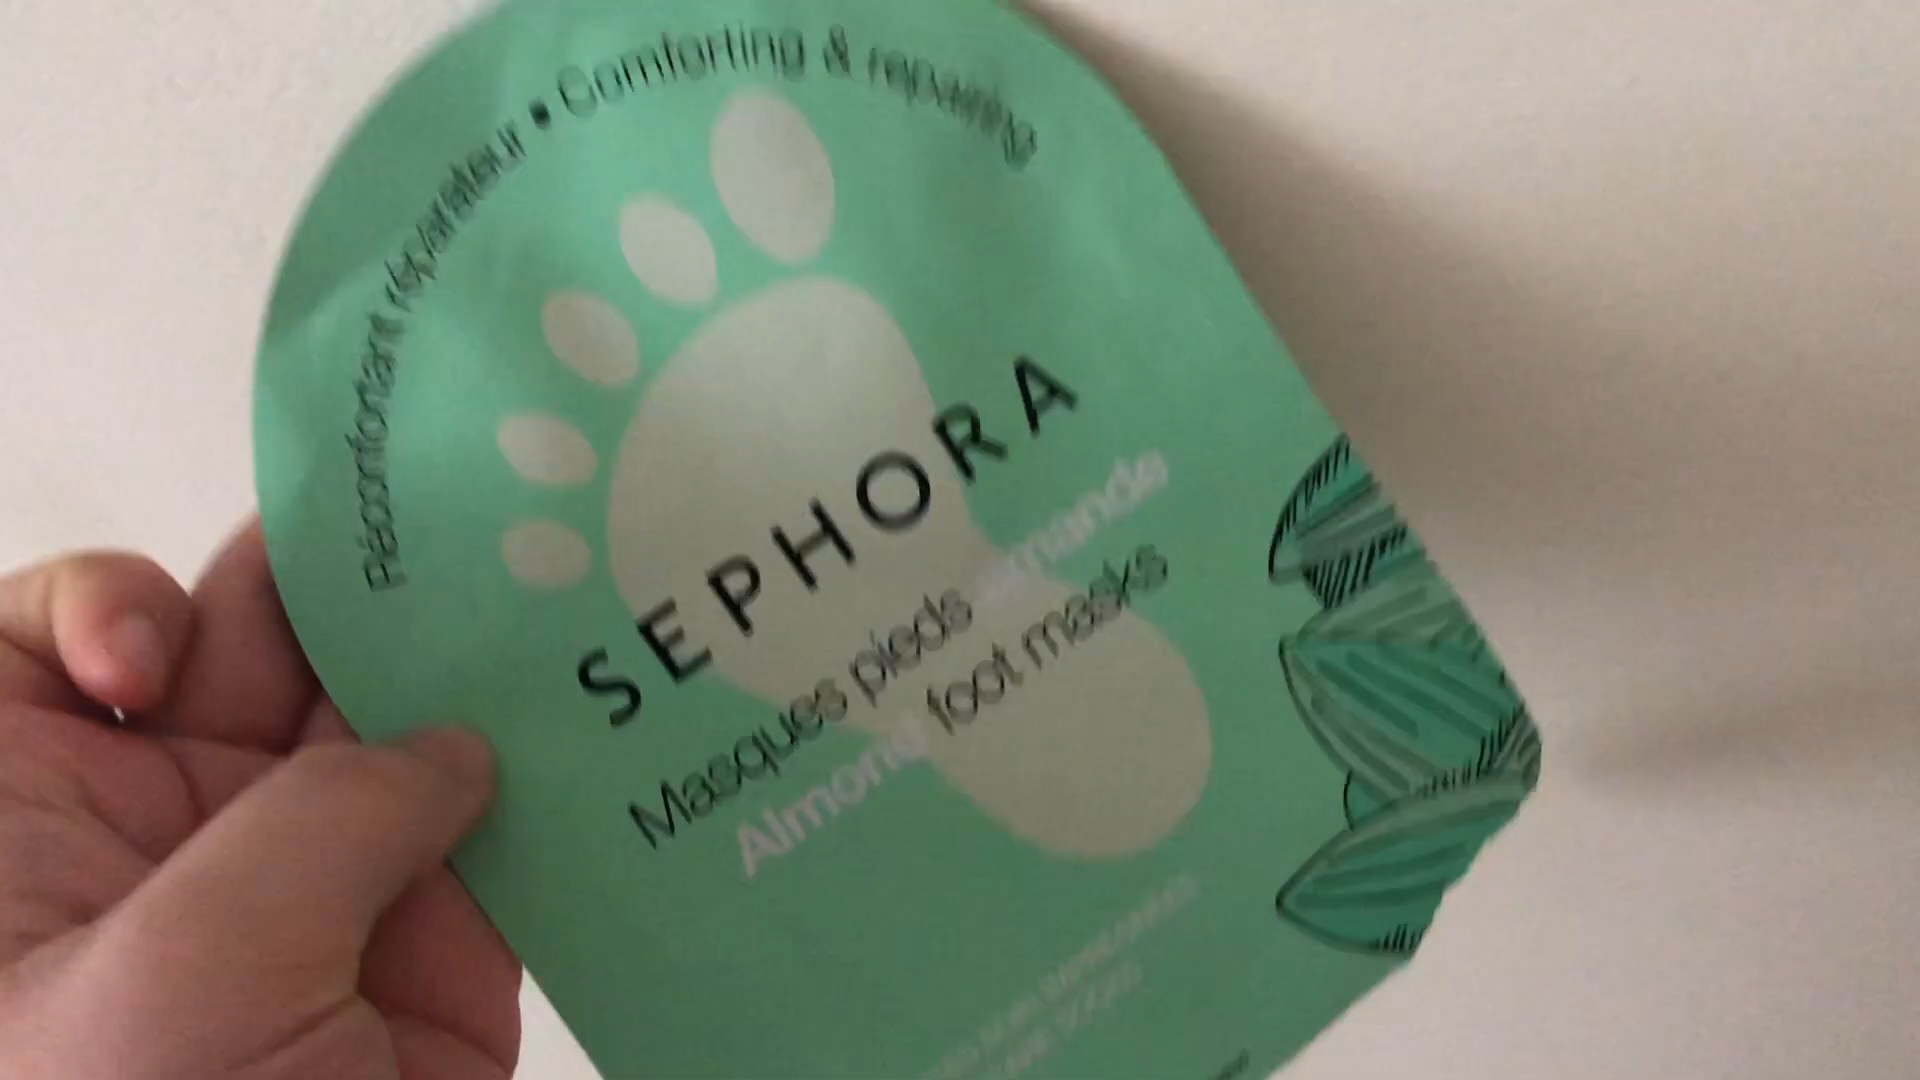 Réconfortant réparateur • Comforting & repairing
SEPHORA
Masques pieds amande
Almond foot masks